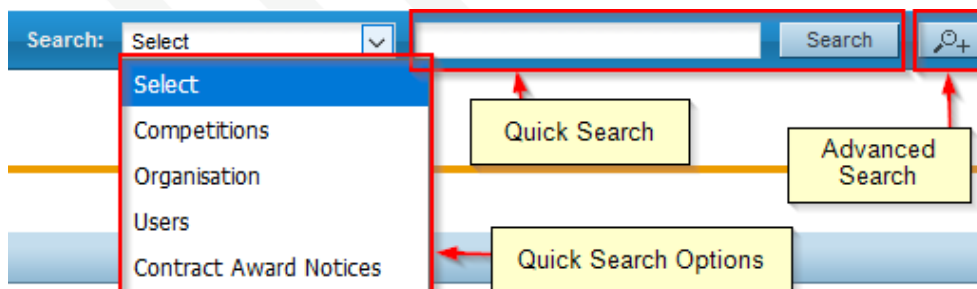 Search: Select Search
Select
Competitions
Quick Search
Advanced
Search
Organisation
Users
Contract Award Notices
Quick Search Options